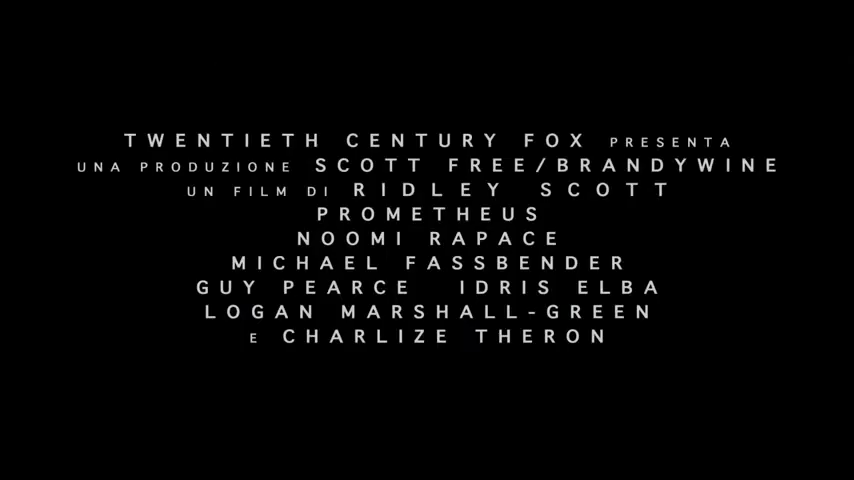 TWENTIETH CENTURY FOX PRESENTA
UNA PRODUZIONE SCOTT FREE/BRANDYWINE
UN FILM DI RIDLEY SCOTT
PROMETHEUS
NOOMI RAPACE
MICHAEL FASSBENDER
GUY PEARCE IDRIS ELBA
LOGAN MARSHALL-GREEN
E CHARLIZE THERON